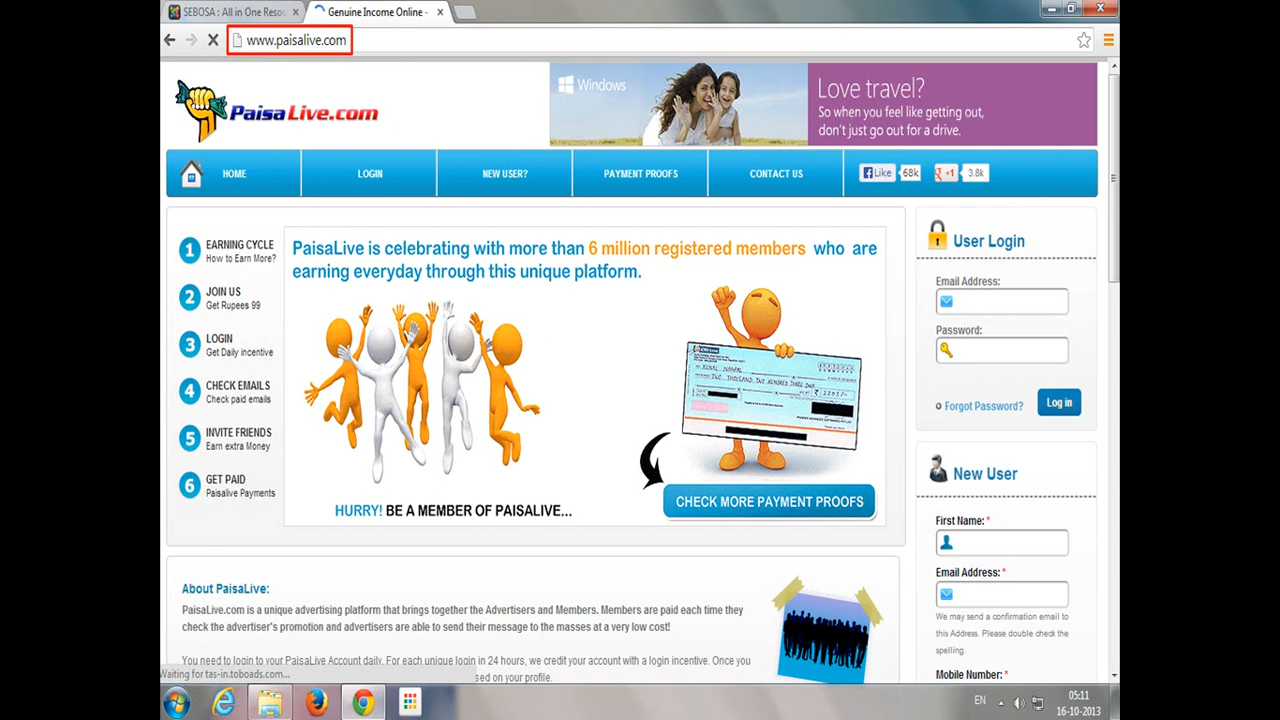 SEBOSA : All in One Resou
Genuine Income Online -
www.paisalive.com
PaisaLive.com
Windows
Love travel?
So when you feel like getting out,
don't just go out for a drive.
HOME
LOGIN
NEW USER?
PAYMENT PROOFS
CONTACT US
Like
68k
+1
3.8k
1
EARNING CYCLE
How to Earn More?
2
JOIN US
Get Rupees 99
3
LOGIN
Get Daily incentive
4
CHECK EMAILS
Check paid emails
5
INVITE FRIENDS
Earn extra Money
6
GET PAID
Paisalive Payments
PaisaLive is celebrating with more than 6 million registered members who are
earning everyday through this unique platform.
HURRY! BE A MEMBER OF PAISALIVE...
CHECK MORE PAYMENT PROOFS
User Login
Email Address:
Password:
Forgot Password?
Log in
New User
First Name: *
Email Address: *
We may send a confirmation email to
this Address. Please double check the
spelling.
Mobile Number: *
About PaisaLive:
PaisaLive.com is a unique advertising platform that brings together the Advertisers and Members. Members are paid each time they
check the advertiser's promotion and advertisers are able to send their message to the masses at a very low cost!
You need to login to your PaisaLive Account daily. For each unique login in 24 hours, we credit your account with a login incentive. Once you
sed on your profile.
Waiting for tas-in.toboads.com...
EN
05:11
16-10-2013